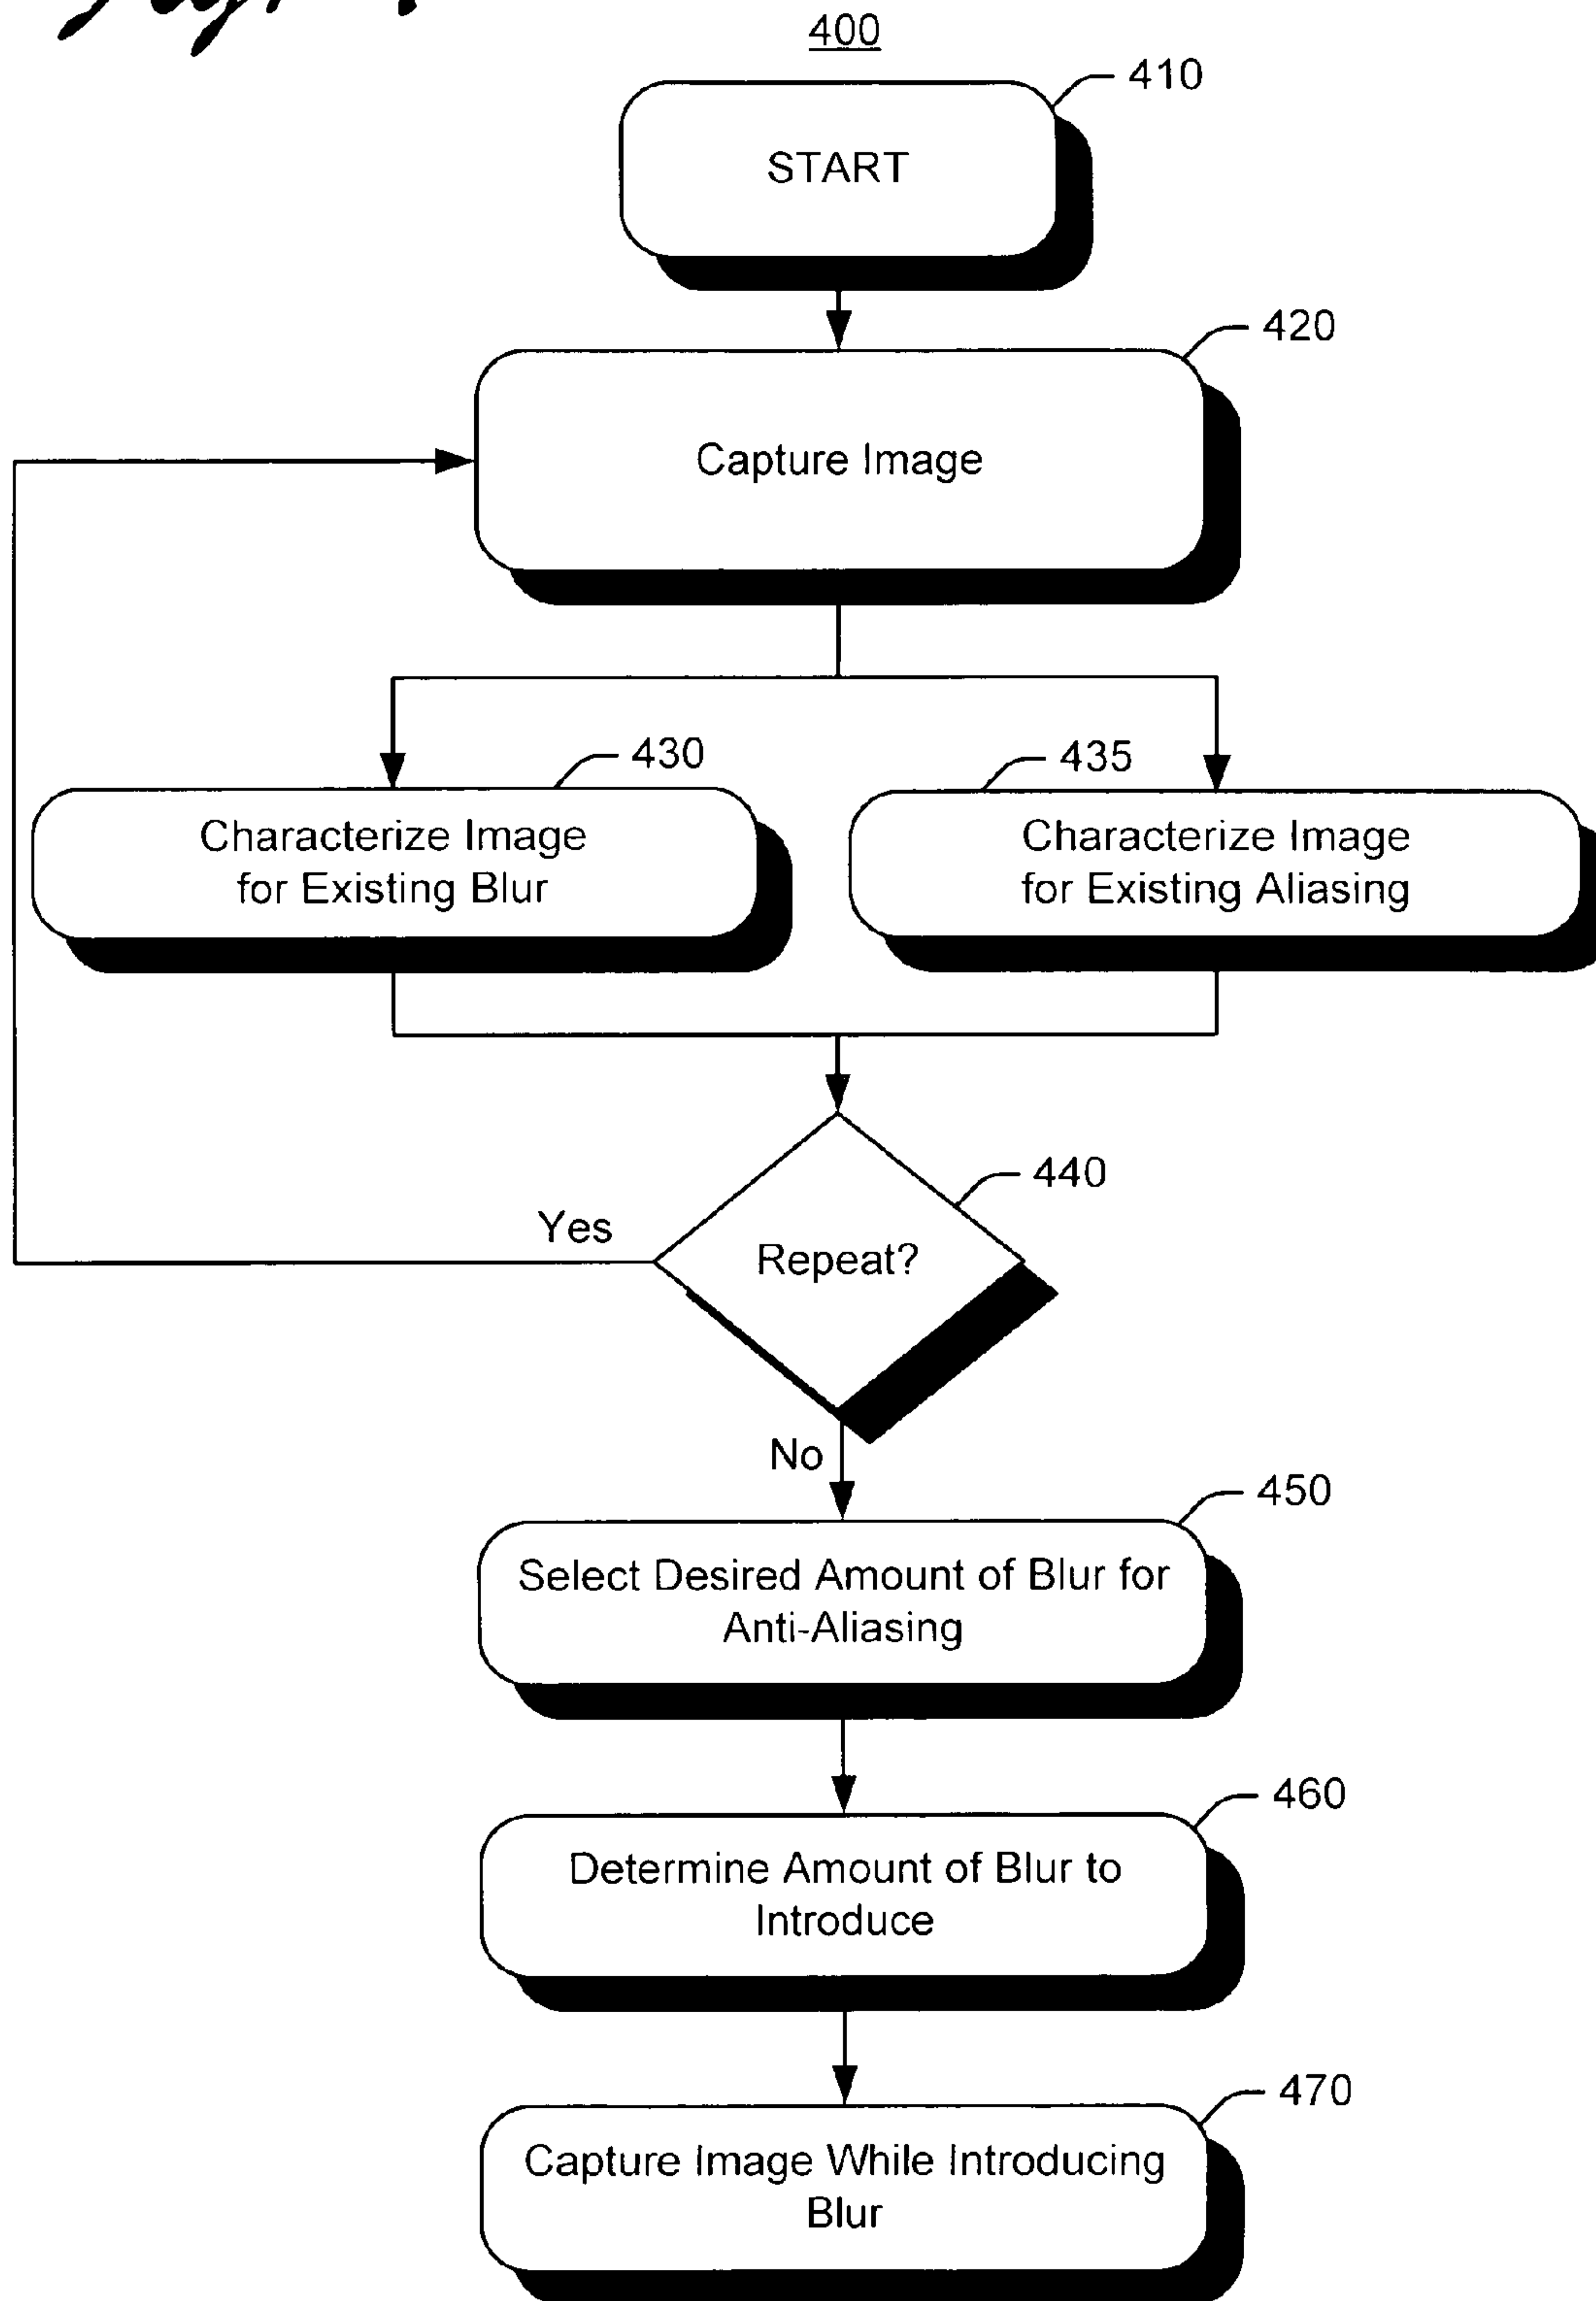 400
410
START
420
Capture Image
430
435
Characterize Image
for Existing Blur
Characterize Image
for Existing Aliasing
440
Yes
Repeat?
No
450
Select Desired Amount of Blur for
Anti-Aliasing
460
Determine Amount of Blur to
Introduce
470
Capture Image While Introducing
Blur